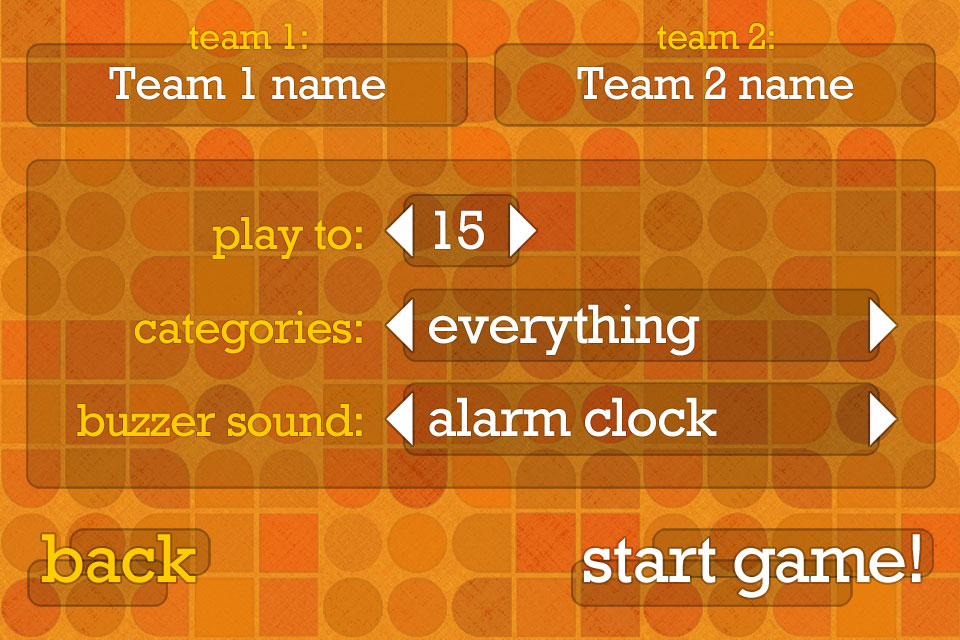 team 1:
team 2:
Team 1 name
Team 2 name
play to: 15
categories: everything
buzzer sound: alarm clock
back
start game!